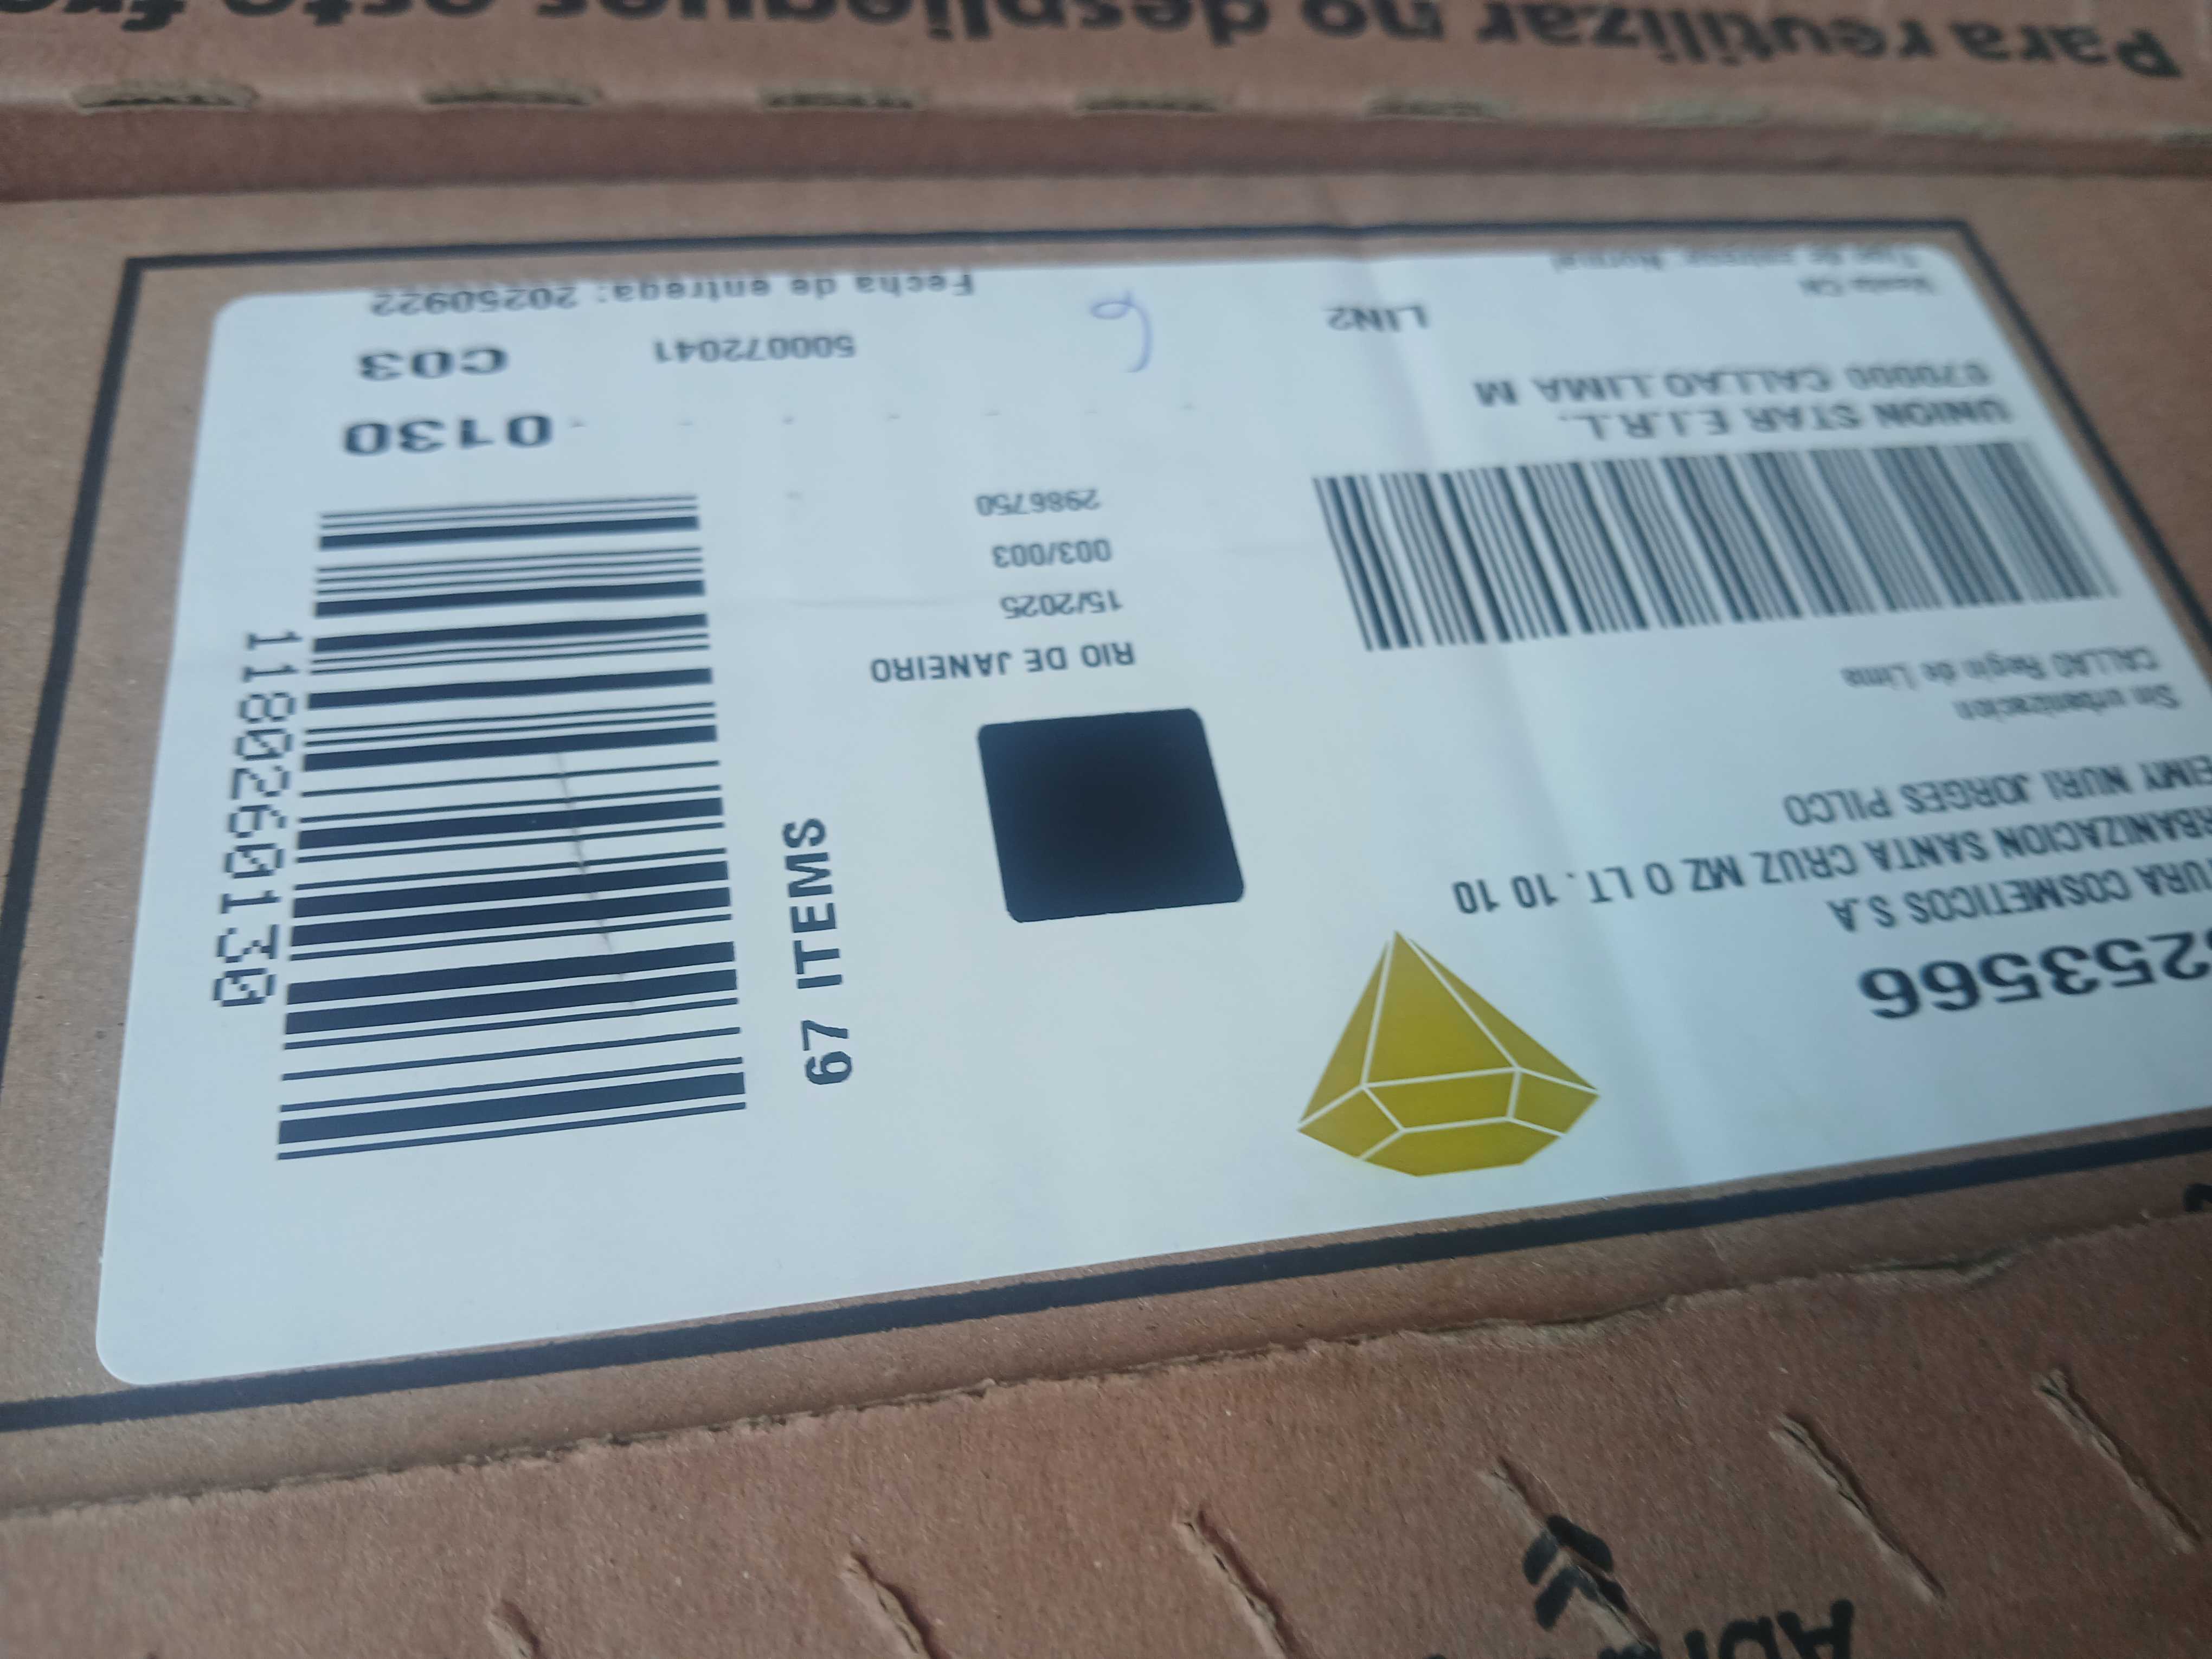 253566
COSMETICOS S.A
SANTA CRUZ MZ O LT. 10 10
NURI JORGES PILCO
Sin urbanizacion
CALLAO Regin de Lima
UNION STAR E.I.R.L.
070000 CALLAO LIMA M
LIN2
RIO DE JANEIRO
15/2025
003/003
2986750
67 ITEMS
1180260130
0130
500072041
C03
Fecha de entrega: 20250922
Para reutilizar no despliegues este